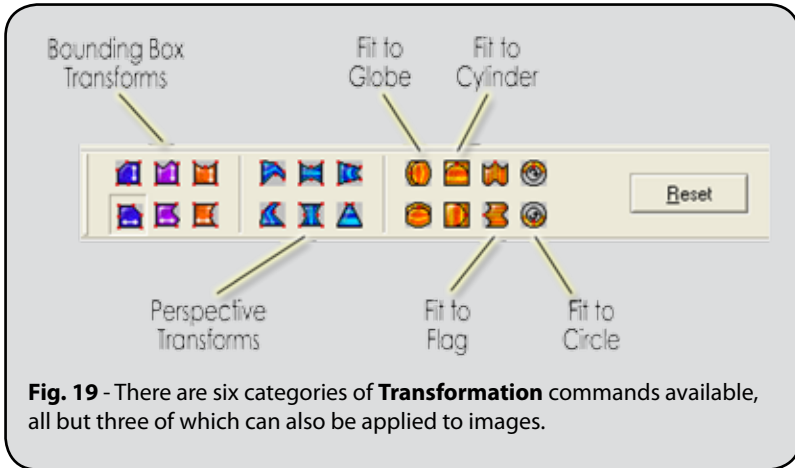 Bounding Box
Transforms
Fit to
Globe
Fit to
Cylinder
Reset
Perspective
Transforms
Fit to
Flag
Fit to
Circle
Fig. 19 - There are six categories of Transformation commands available,
all but three of which can also be applied to images.